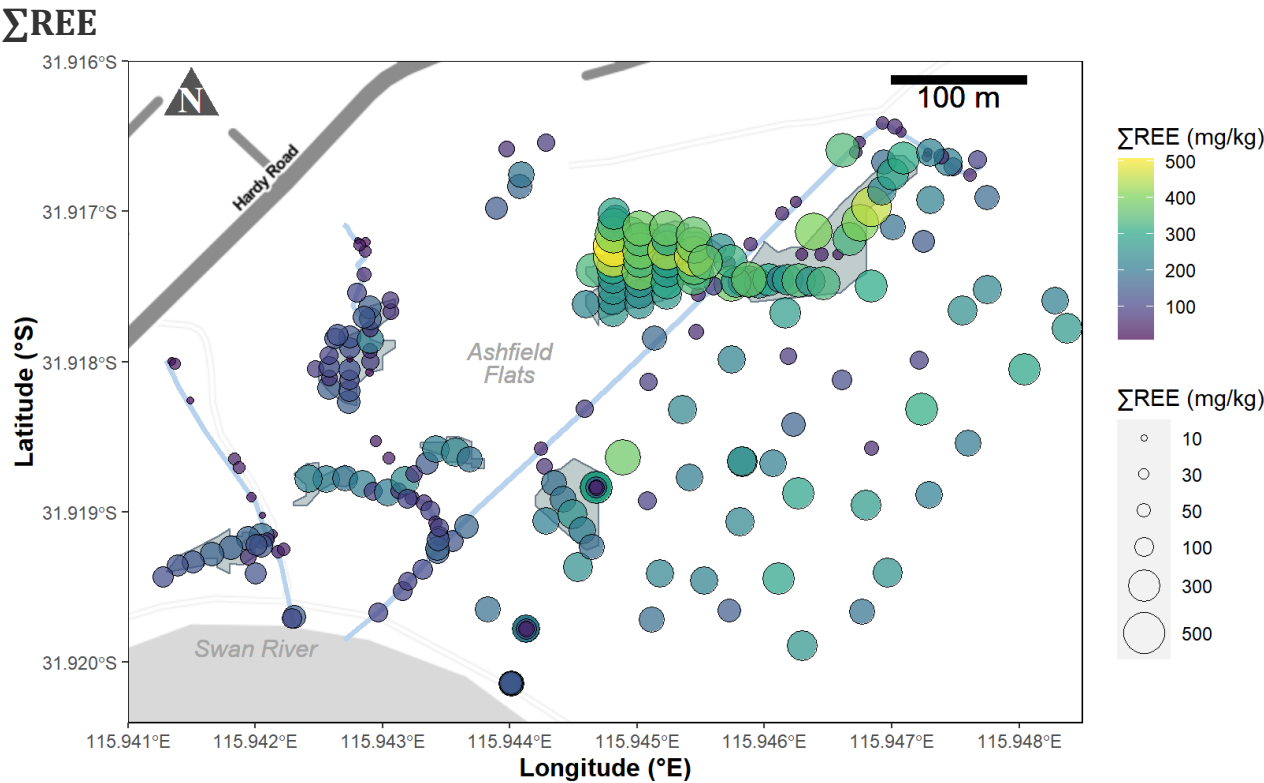 ∑REE
31.916°S
31.917°S
31.918°S
31.919°S
31.920°S
Latitude (°S)
N
Hardy Road
100 m
Ashfield
Flats
Swan River
115.941°E 115.942°E 115.943°E 115.944°E 115.945°E 115.946°E 115.947°E 115.948°E
Longitude (°E)
∑REE (mg/kg)
500
400
300
200
100
∑REE (mg/kg)
10
30
50
100
300
500